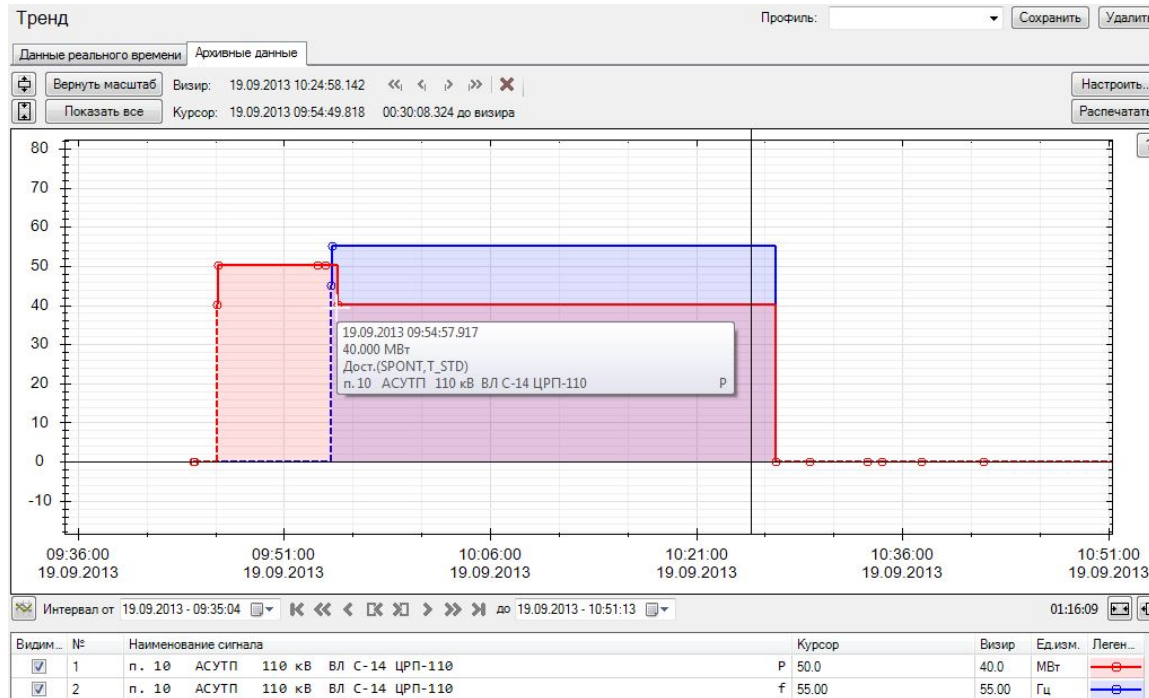 Тренд Профиль: Сохранить Удалить
Данные реального времени Архивные данные
Вернуть масштаб Визир: 19.09.2013 10:24:58.142 Настроить...
Показать все Курсор: 19.09.2013 09:54:49.818 00:30:08.324 до визира Распечатать
80
70
60
50
40
30
20
10
0
-10
19.09.2013 09:54:57.917
40.000 МВт
Дост.(SPONT,T_STD)
п.10 АСУТП 110 кВ ВЛ С-14 ЦРП-110 P
09:36:00 09:51:00 10:06:00 10:21:00 10:36:00 10:51:00
19.09.2013 19.09.2013 19.09.2013 19.09.2013 19.09.2013 19.09.2013
Интервал от 19.09.2013 - 09:35:04 до 19.09.2013 - 10:51:13 01:16:09
Видим... № Наименование сигнала Курсор Визир Ед.изм. Леген...
1 п. 10 АСУТП 110 кВ ВЛ С-14 ЦРП-110 P 50.0 40.0 МВт
2 п. 10 АСУТП 110 кВ ВЛ С-14 ЦРП-110 f 55.00 55.00 Гц